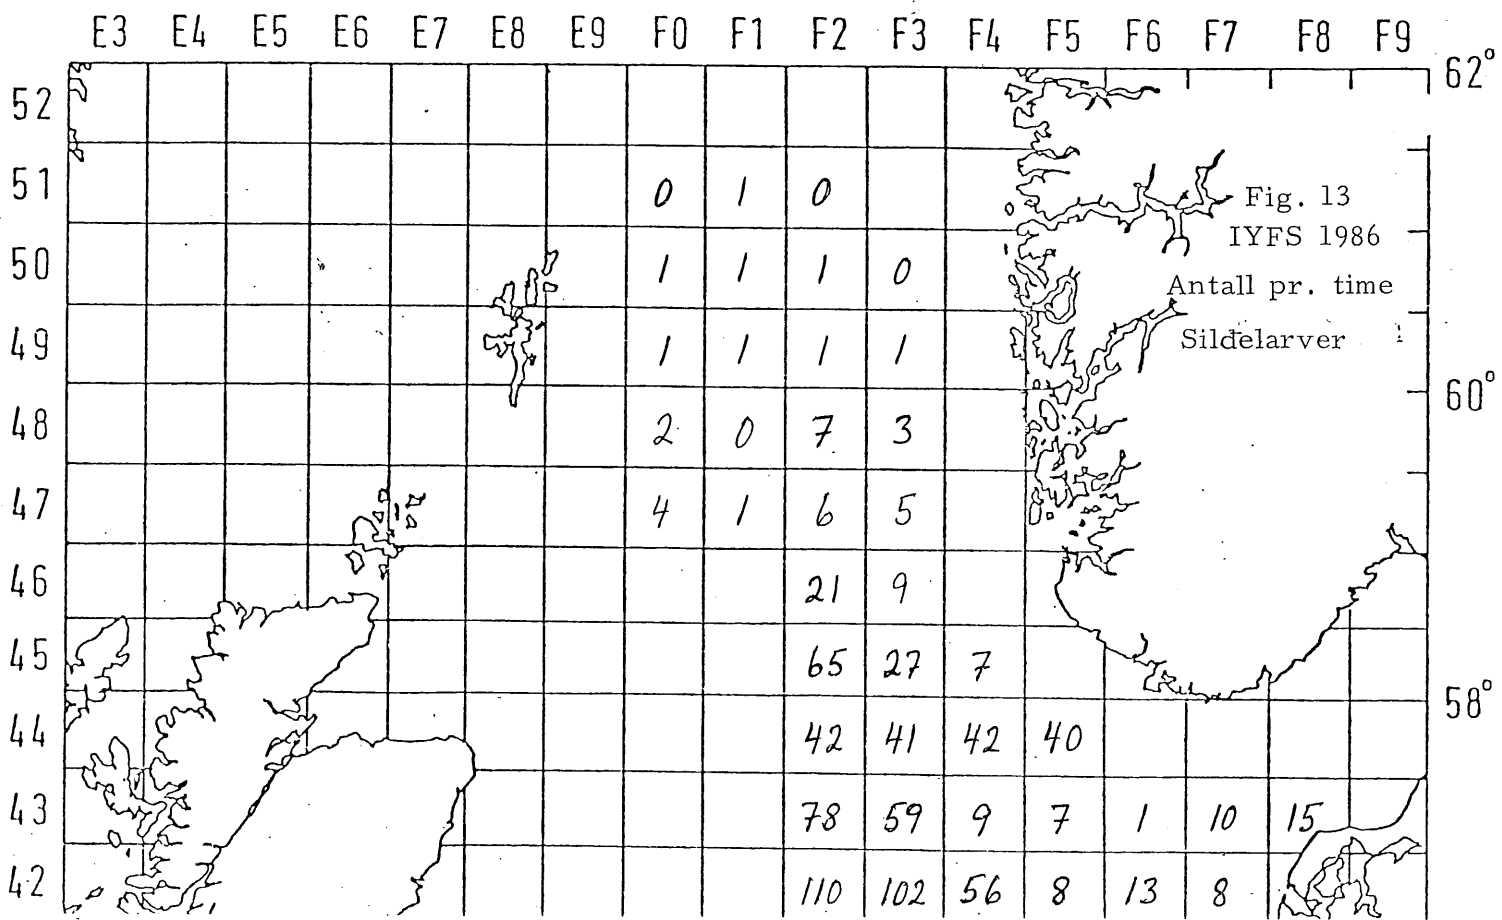 E3 E4 E5 E6 E7 E8 E9 F0 F1 F2 F3 F4 F5 F6 F7 F8 F9
62°
52
51 0 1 0
Fig. 13
IYFS 1986
50 1 1 1 0
Antall pr. time
49 1 1 1 1
Sildelarver
60°
48 2 0 7 3
47 4 1 6 5
46 21 9
45 65 27 7
58°
44 42 41 42 40
43 78 59 9 7 1 10 15
42 110 102 56 8 13 8